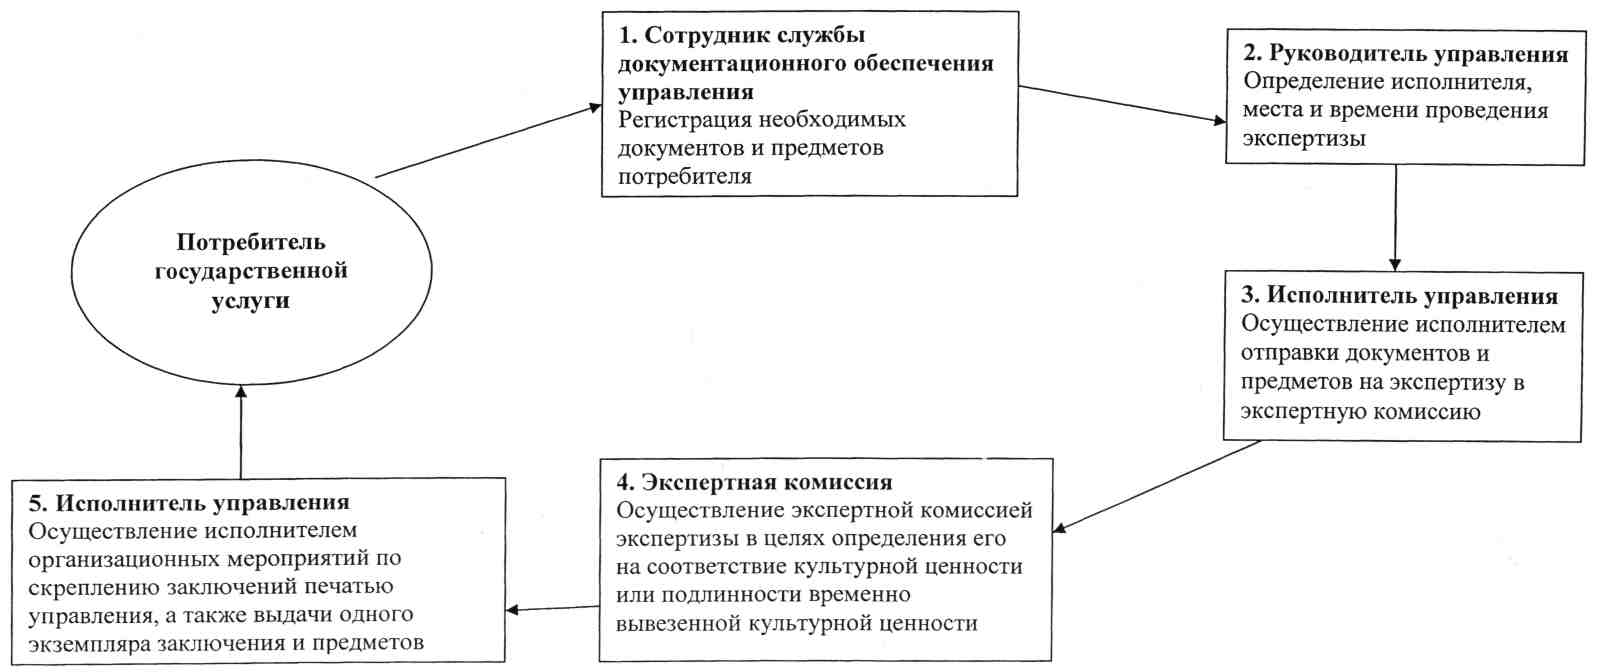 1. Сотрудник службы
документационного обеспечения
управления
Регистрация необходимых
документов и предметов
потребителя
2. Руководитель управления
Определение исполнителя,
места и времени проведения
экспертизы
Потребитель
государственной
услуги
3. Исполнитель управления
Осуществление исполнителем
отправки документов и
предметов на экспертизу в
экспертную комиссию
4. Экспертная комиссия
Осуществление экспертной комиссией
экспертизы в целях определения его
на соответствие культурной ценности
или подлинности временно
вывезенной культурной ценности
5. Исполнитель управления
Осуществление исполнителем
организационных мероприятий по
скреплению заключений печатью
управления, а также выдачи одного
экземпляра заключения и предметов